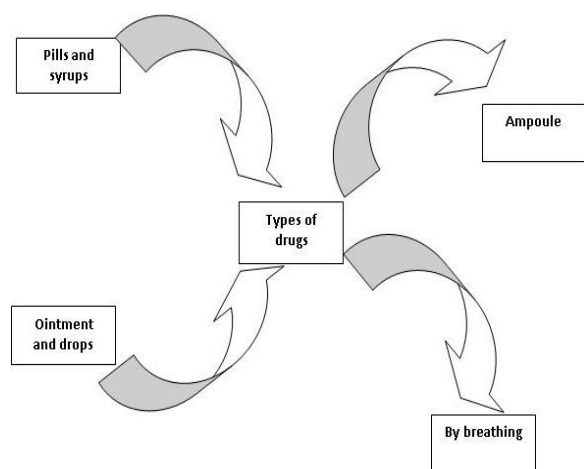 Pills and
syrups
Ampoule
Types of
drugs
Ointment
and drops
By breathing